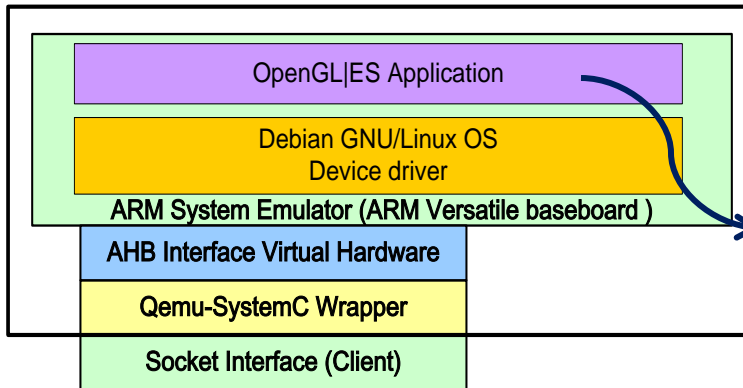 OpenGL|ES Application
Debian GNU/Linux OS
Device driver
ARM System Emulator (ARM Versatile baseboard )
AHB Interface Virtual Hardware
Qemu-SystemC Wrapper
Socket Interface (Client)